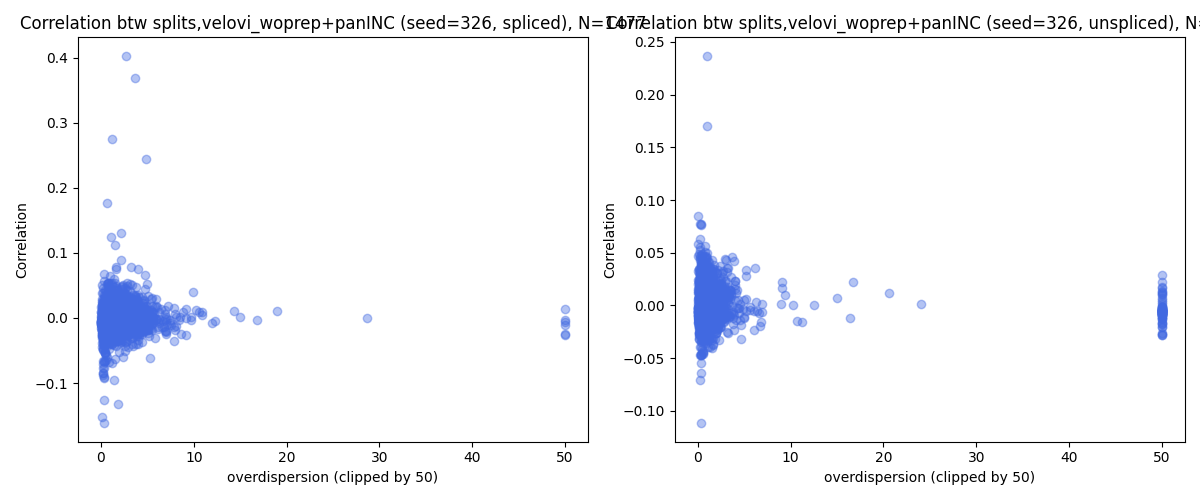 Correlation btw splits,velovi_woprep+panINC (seed=326, spliced), N=1477
Correlation btw splits,velovi_woprep+panINC (seed=326, unspliced), N=
Correlation
0.4
0.3
0.2
0.1
0.0
−0.1
0 10 20 30 40 50
overdispersion (clipped by 50)
Correlation
0.25
0.20
0.15
0.10
0.05
0.00
−0.05
−0.10
0 10 20 30 40 50
overdispersion (clipped by 50)